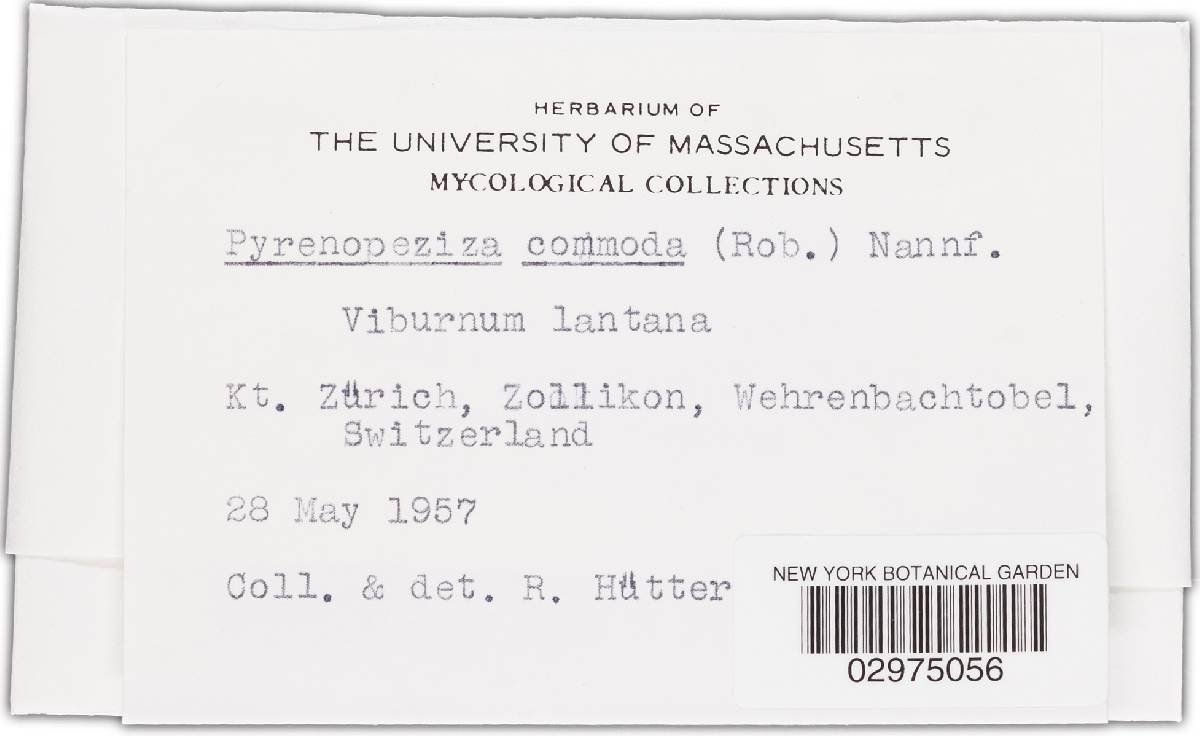 HERBARIUM OF
THE UNIVERSITY OF MASSACHUSETTS
MYCOLOGICAL COLLECTIONS
Pyrenopeziza commoda (Rob.) Nannf.
Viburnum lantana
Kt. Zürich, Zollikon, Wehrenbachtobel,
Switzerland
28 May 1957
Coll. & det. R. Hütter
NEW YORK BOTANICAL GARDEN
02975056